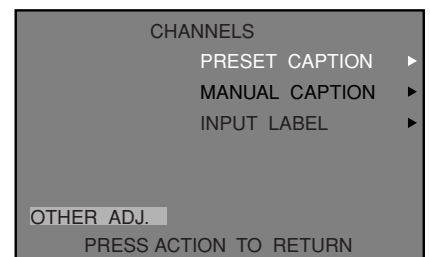 CHANNELS
PRESET CAPTION ▶
MANUAL CAPTION ▶
INPUT LABEL ▶
OTHER ADJ.
PRESS ACTION TO RETURN